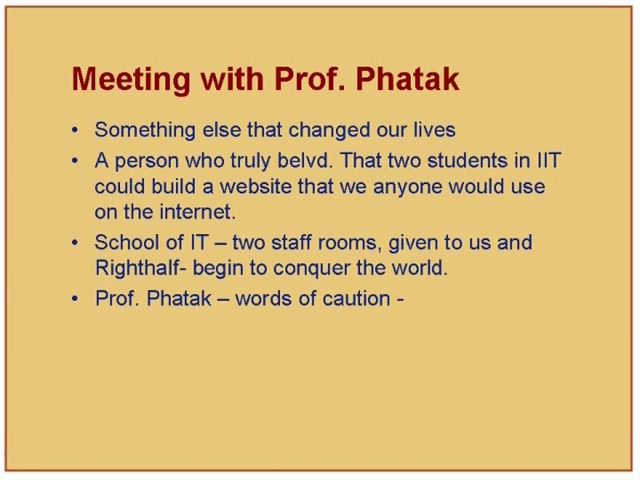 Meeting with Prof. Phatak
• Something else that changed our lives
• A person who truly belvd. That two students in IIT
could build a website that we anyone would use
on the internet.
• School of IT – two staff rooms, given to us and
Righthalf- begin to conquer the world.
• Prof. Phatak – words of caution -